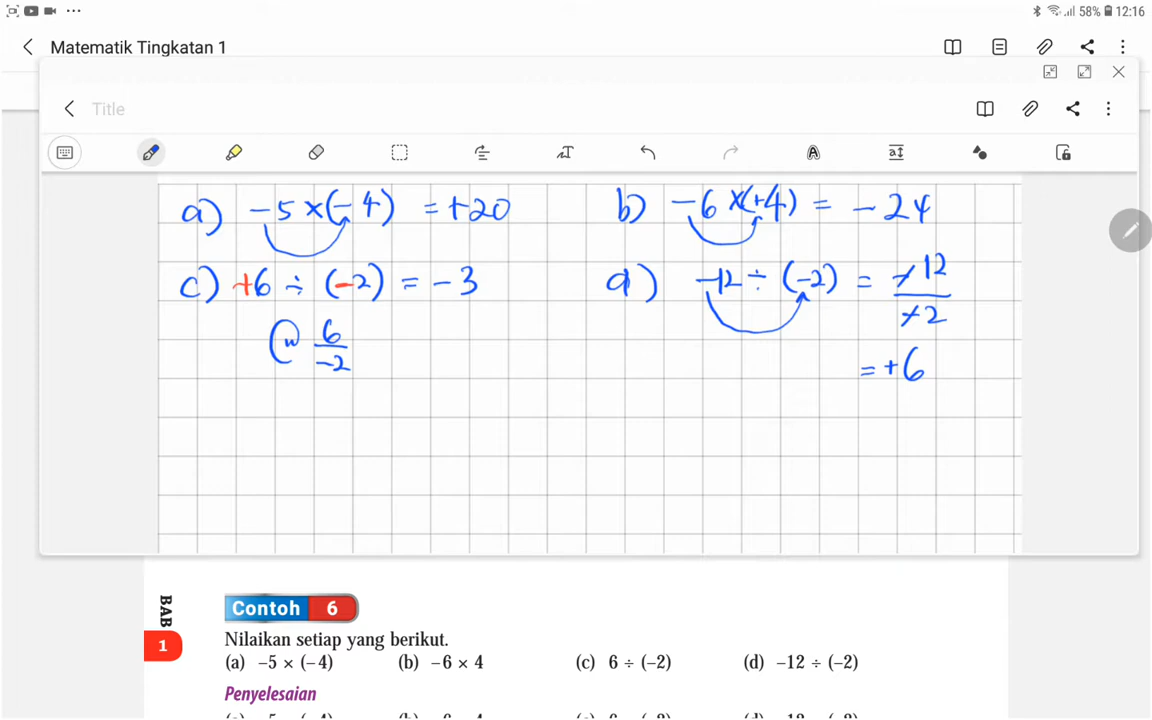 58% 12:16
Matematik Tingkatan 1
Title
a) -5 × (-4) = +20
b) -6 × (+4) = -24
c) +6 ÷ (-2) = -3
@ 6/-2
d) -12 ÷ (-2) = -12/-2
= +6
BAB
1
Contoh 6
Nilaikan setiap yang berikut.
(a) –5 × (–4) (b) –6 × 4 (c) 6 ÷ (–2) (d) –12 ÷ (–2)
Penyelesaian